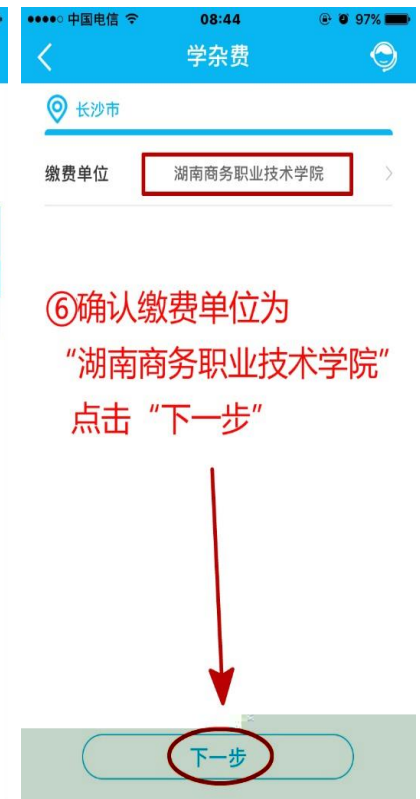 ●●●●○ 中国电信 08:44 97%
学杂费
长沙市
缴费单位 湖南商务职业技术学院
⑥确认缴费单位为
“湖南商务职业技术学院”
点击“下一步”
下一步